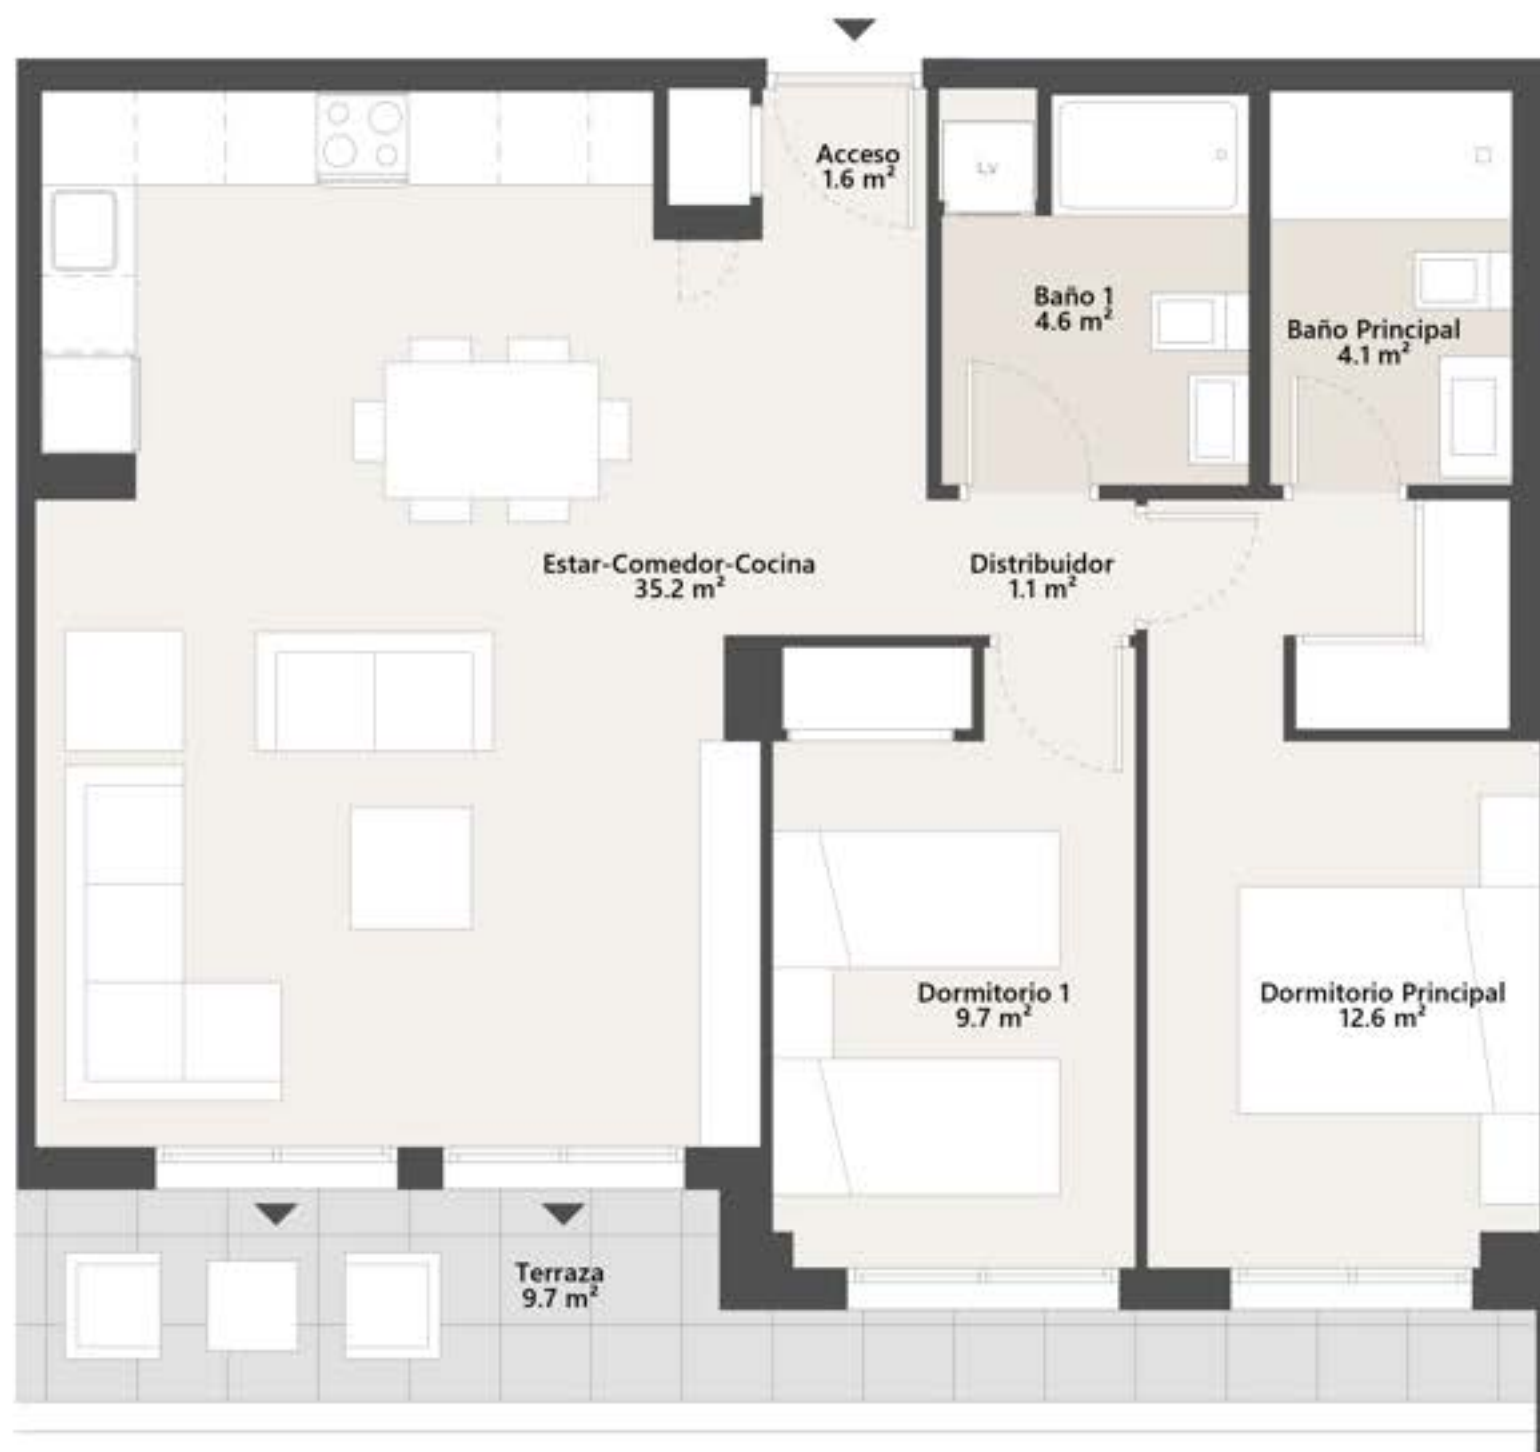 Acceso
1.6 m²
LV
Baño 1
4.6 m²
Baño Principal
4.1 m²
Estar-Comedor-Cocina
35.2 m²
Distribuidor
1.1 m²
Dormitorio 1
9.7 m²
Dormitorio Principal
12.6 m²
Terraza
9.7 m²